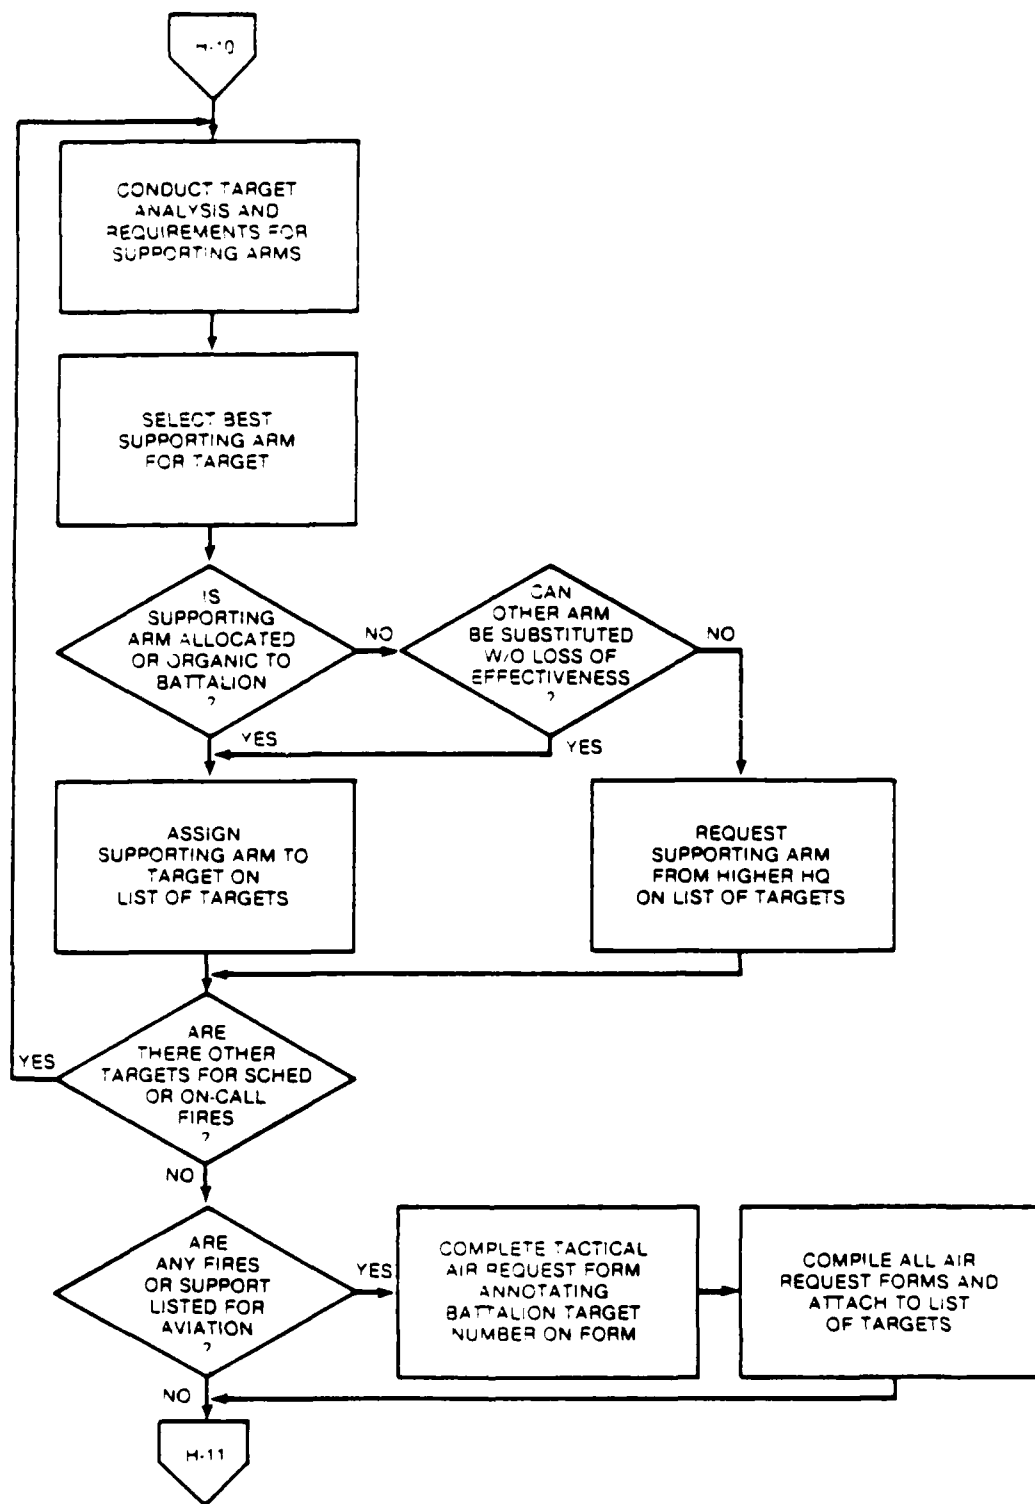 H-10
CONDUCT TARGET
ANALYSIS AND
REQUIREMENTS FOR
SUPPORTING ARMS
SELECT BEST
SUPPORTING ARM
FOR TARGET
IS
SUPPORTING
ARM ALLOCATED
OR ORGANIC TO
BATTALION
?
NO
YES
CAN
OTHER ARM
BE SUBSTITUTED
W/O LOSS OF
EFFECTIVENESS
?
NO
YES
ASSIGN
SUPPORTING ARM TO
TARGET ON
LIST OF TARGETS
REQUEST
SUPPORTING ARM
FROM HIGHER HQ
ON LIST OF TARGETS
ARE
THERE OTHER
TARGETS FOR SCHED
OR ON-CALL
FIRES
?
YES
NO
ARE
ANY FIRES
OR SUPPORT
LISTED FOR
AVIATION
?
YES
NO
COMPLETE TACTICAL
AIR REQUEST FORM
ANNOTATING
BATTALION TARGET
NUMBER ON FORM
COMPILE ALL AIR
REQUEST FORMS AND
ATTACH TO LIST
OF TARGETS
H-11